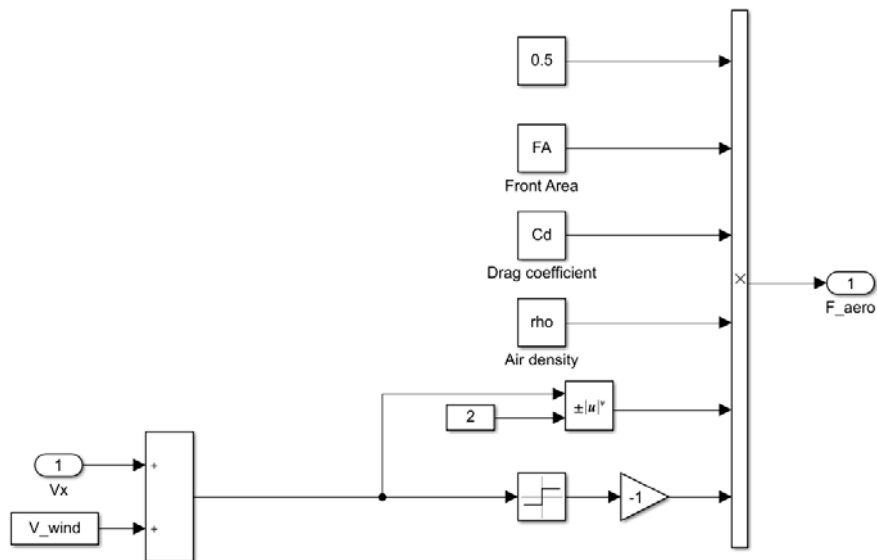 0.5
FA
Front Area
Cd
Drag coefficient
×
1
F_aero
rho
Air density
2
±|u|ᵛ
1
+
Vx
-1
V_wind
+